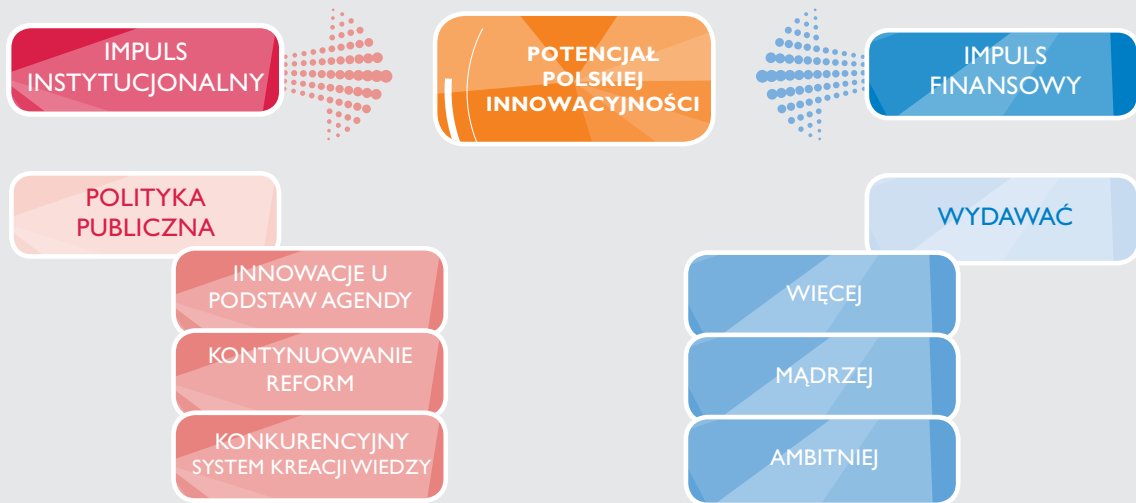 IMPULS
INSTYTUCJONALNY
POTENCJAŁ
POLSKIEJ
INNOWACYJNOŚCI
IMPULS
FINANSOWY
POLITYKA
PUBLICZNA
INNOWACJE U
PODSTAW AGENDY
KONTYNUOWANIE
REFORM
KONKURENCYJNY
SYSTEM KREACJI WIEDZY
WYDAWAĆ
WIĘCEJ
MĄDRZEJ
AMBITNIEJ